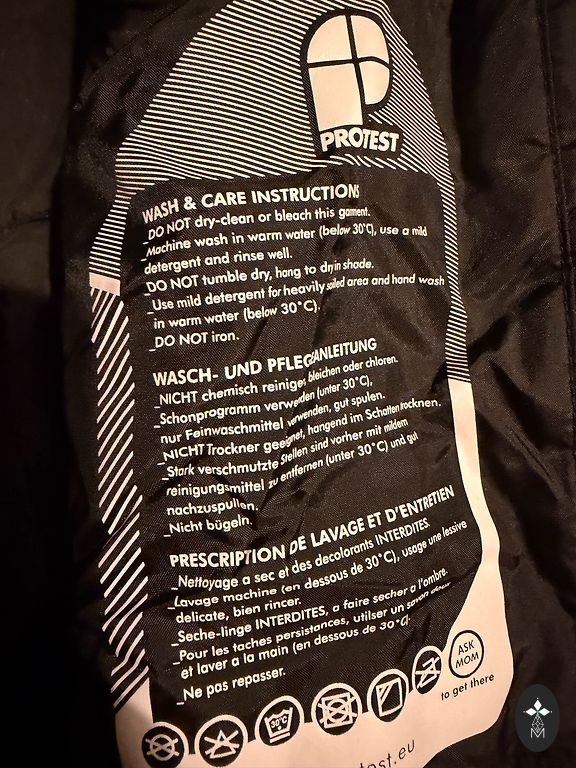 PROTEST
WASH & CARE INSTRUCTIONS
_DO NOT dry-clean or bleach this garment.
_Machine wash in warm water (below 30°C), use a mild
detergent and rinse well.
_DO NOT tumble dry, hang to dry in shade.
_Use mild detergent for heavily soiled area and hand wash
in warm water (below 30°C).
_DO NOT iron.
WASCH- UND PFLEGEANLEITUNG
_NICHT chemisch reinigen, bleichen oder chloren.
_Schonprogramm verwenden (unter 30°C),
nur Feinwaschmittel verwenden, gut spulen.
_NICHT Trockner geeignet, hangend im Schatten trocknen.
_Stark verschmutzte Stellen sind vorher mit mildem
reinigungsmittel zu entfernen (unter 30°C) und gut
nachzuspullen.
_Nicht bügeln.
PRESCRIPTION DE LAVAGE ET D'ENTRETIEN
_Nettoyage a sec et des decolorants INTERDITES.
_Lavage machine (en dessous de 30°C), usage une lessive
delicate, bien rincer.
_Seche-linge INTERDITES, a faire secher a l'ombre.
_Pour les taches persistances, utilser un savon doux
et laver a la main (en dessous de 30°C).
_Ne pas repasser.
30°C
ASK
MOM
to get there
test.eu
M